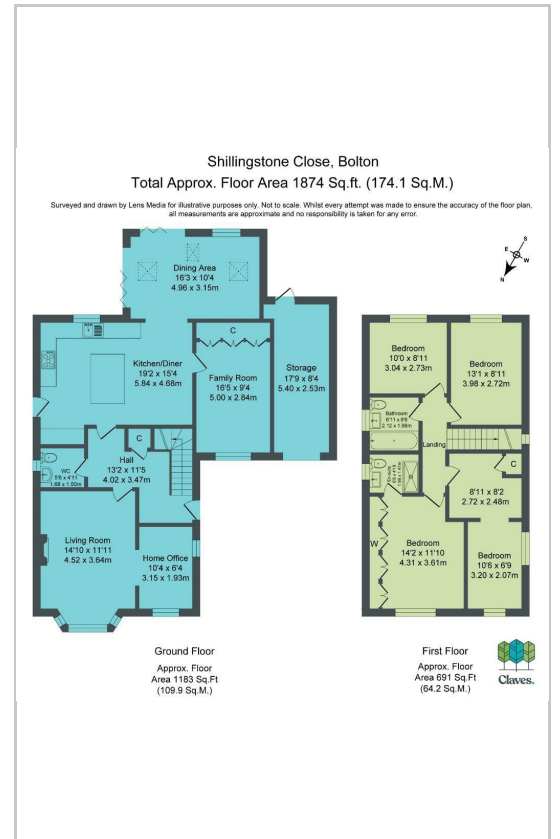 Shillingstone Close, Bolton
Total Approx. Floor Area 1874 Sq.ft. (174.1 Sq.M.)
Surveyed and drawn by Lens Media for illustrative purposes only. Not to scale. Whilst every attempt was made to ensure the accuracy of the floor plan,
all measurements are approximate and no responsibility is taken for any error.
S
E
W
N
Dining Area
16'3 x 10'4
4.96 x 3.15m
Kitchen/Diner
19'2 x 15'4
5.84 x 4.68m
C
Family Room
16'5 x 9'4
5.00 x 2.84m
Storage
17'9 x 8'4
5.40 x 2.53m
C
Hall
13'2 x 11'5
4.02 x 3.47m
WC
5'6 x 4'11
1.68 x 1.50m
Living Room
14'10 x 11'11
4.52 x 3.64m
Home Office
10'4 x 6'4
3.15 x 1.93m
Ground Floor
Approx. Floor
Area 1183 Sq.Ft
(109.9 Sq.M.)
Bedroom
10'0 x 8'11
3.04 x 2.73m
Bedroom
13'1 x 8'11
3.98 x 2.72m
Bathroom
6'11 x 6'6
2.12 x 1.98m
Landing
En-suite
C
8'11 x 8'2
2.72 x 2.48m
W
Bedroom
14'2 x 11'10
4.31 x 3.61m
Bedroom
10'6 x 6'9
3.20 x 2.07m
First Floor
Approx. Floor
Area 691 Sq.Ft
(64.2 Sq.M.)
Claves.